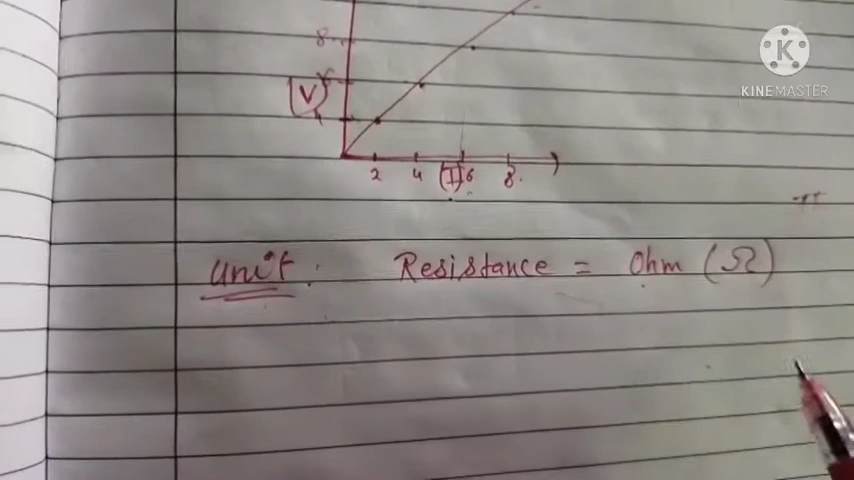 8
K
KINEMASTER
(V)
2 4 (I) 6 8
unit : Resistance = Ohm (Ω)